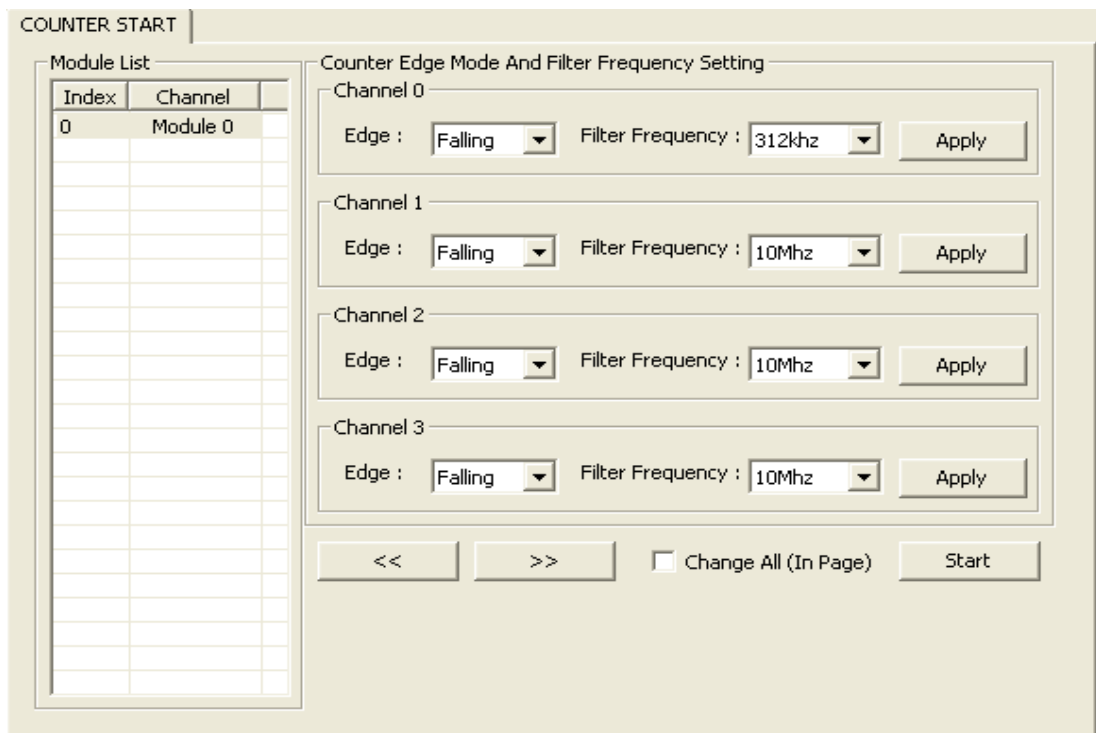 COUNTER START
Module List
Index Channel
0 Module 0
Counter Edge Mode And Filter Frequency Setting
Channel 0
Edge : Falling Filter Frequency : 312khz Apply
Channel 1
Edge : Falling Filter Frequency : 10Mhz Apply
Channel 2
Edge : Falling Filter Frequency : 10Mhz Apply
Channel 3
Edge : Falling Filter Frequency : 10Mhz Apply
<< >> Change All (In Page) Start